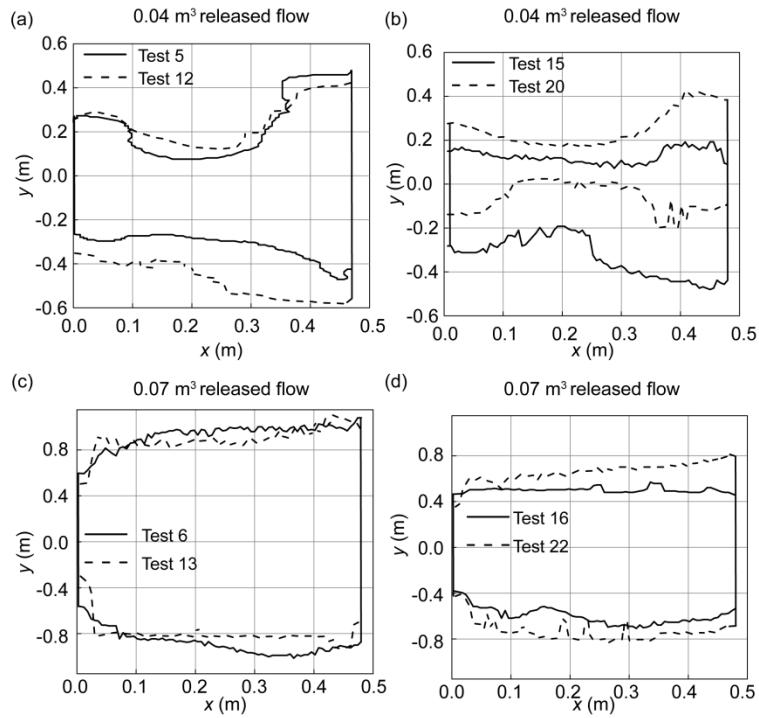 (a)
0.04 m³ released flow
Test 5
Test 12
0.6
0.4
0.2
0.0
-0.2
-0.4
-0.6
y (m)
0.0 0.1 0.2 0.3 0.4 0.5
x (m)
(b)
0.04 m³ released flow
Test 15
Test 20
0.6
0.4
0.2
0.0
-0.2
-0.4
-0.6
y (m)
0.0 0.1 0.2 0.3 0.4 0.5
x (m)
(c)
0.07 m³ released flow
0.8
0.4
0.0
-0.4
-0.8
y (m)
Test 6
Test 13
0.0 0.1 0.2 0.3 0.4 0.5
x (m)
(d)
0.07 m³ released flow
0.8
0.4
0.0
-0.4
-0.8
y (m)
Test 16
Test 22
0.0 0.1 0.2 0.3 0.4 0.5
x (m)